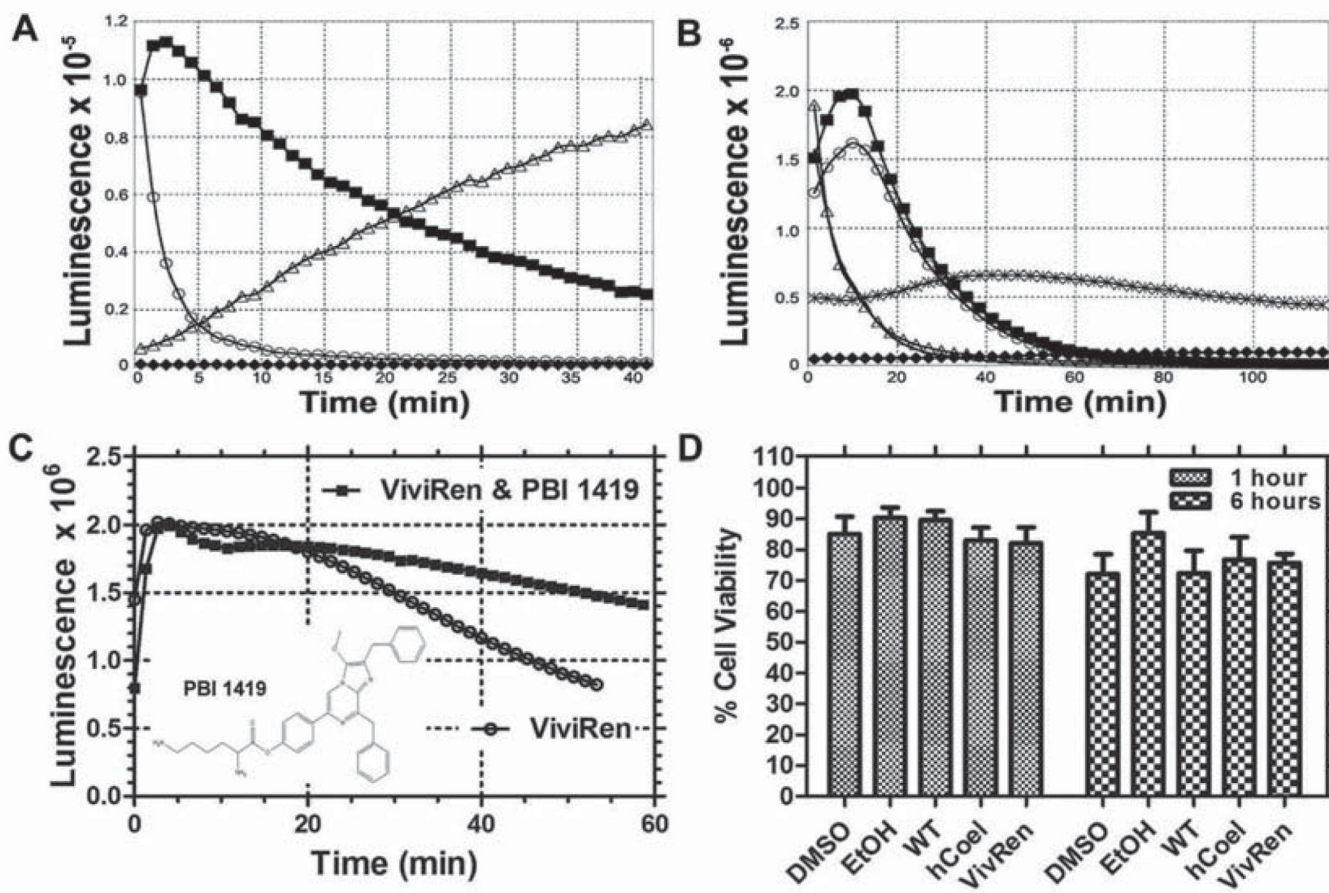 A
Luminescence x 10-5
1.2
1.0
0.8
0.6
0.4
0.2
0
0 5 10 15 20 25 30 35 40
Time (min)
B
Luminescence x 10-6
2.5
2.0
1.5
1.0
0.5
0
0 20 40 60 80 100
Time (min)
C
Luminescence x 10^6
2.5
2.0
1.5
1.0
0.5
0.0
ViviRen & PBI 1419
PBI 1419
ViviRen
H₂N
O
O
NH₂
N
N
N
0 20 40 60
Time (min)
D
% Cell Viability
110
100
90
80
70
60
50
40
30
20
10
0
1 hour
6 hours
DMSO EtOH WT hCoel VivRen DMSO EtOH WT hCoel VivRen